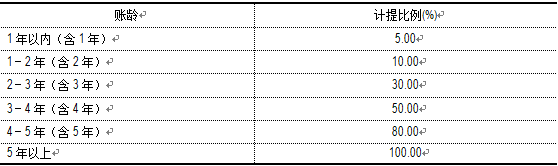 账龄 计提比例(%)
1年以内（含1年） 5.00
1－2年（含2年） 10.00
2－3年（含3年） 30.00
3－4年（含4年） 50.00
4－5年（含5年） 80.00
5年以上 100.00